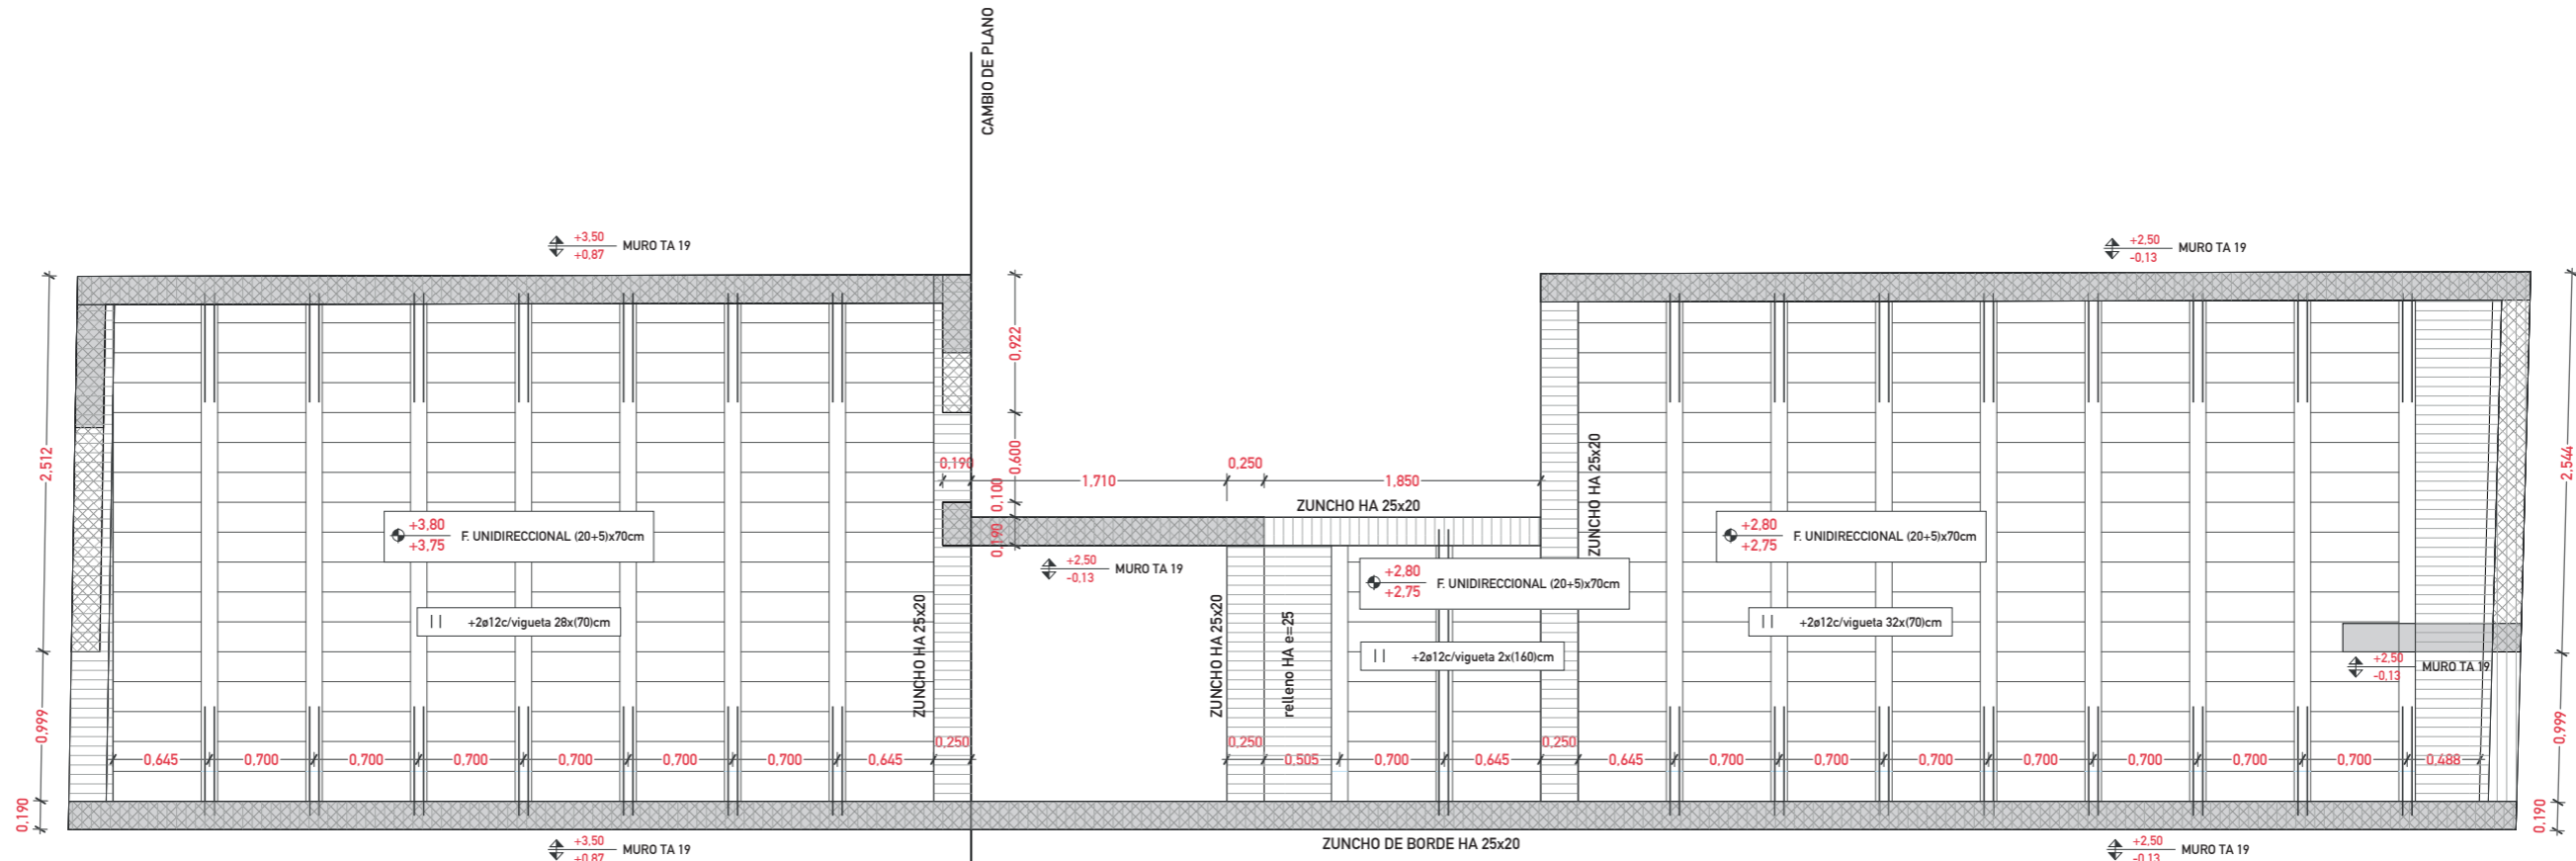 CAMBIO DE PLANO
+3,50
+0,87
MURO TA 19
+2,50
-0,13
MURO TA 19
2,512
0,999
0,190
0,922
0,600
0,100
0,190
0,190
1,710
0,250
1,850
ZUNCHO HA 25x20
ZUNCHO HA 25x20
2,544
0,999
0,190
+3,80
+3,75
F. UNIDIRECCIONAL (20+5)x70cm
+2,50
-0,13
MURO TA 19
+2,80
+2,75
F. UNIDIRECCIONAL (20+5)x70cm
+2,80
+2,75
F. UNIDIRECCIONAL (20+5)x70cm
+2ø12c/vigueta 28x(70)cm
+2ø12c/vigueta 2x(160)cm
+2ø12c/vigueta 32x(70)cm
ZUNCHO HA 25x20
ZUNCHO HA 25x20
relleno HA e=25
+2,50
-0,13
MURO TA 19
0,645
0,700
0,700
0,700
0,700
0,700
0,700
0,645
0,250
0,250
0,505
0,700
0,645
0,250
0,645
0,700
0,700
0,700
0,700
0,700
0,700
0,700
0,488
ZUNCHO DE BORDE HA 25x20
+3,50
+0,87
MURO TA 19
+2,50
-0,13
MURO TA 19